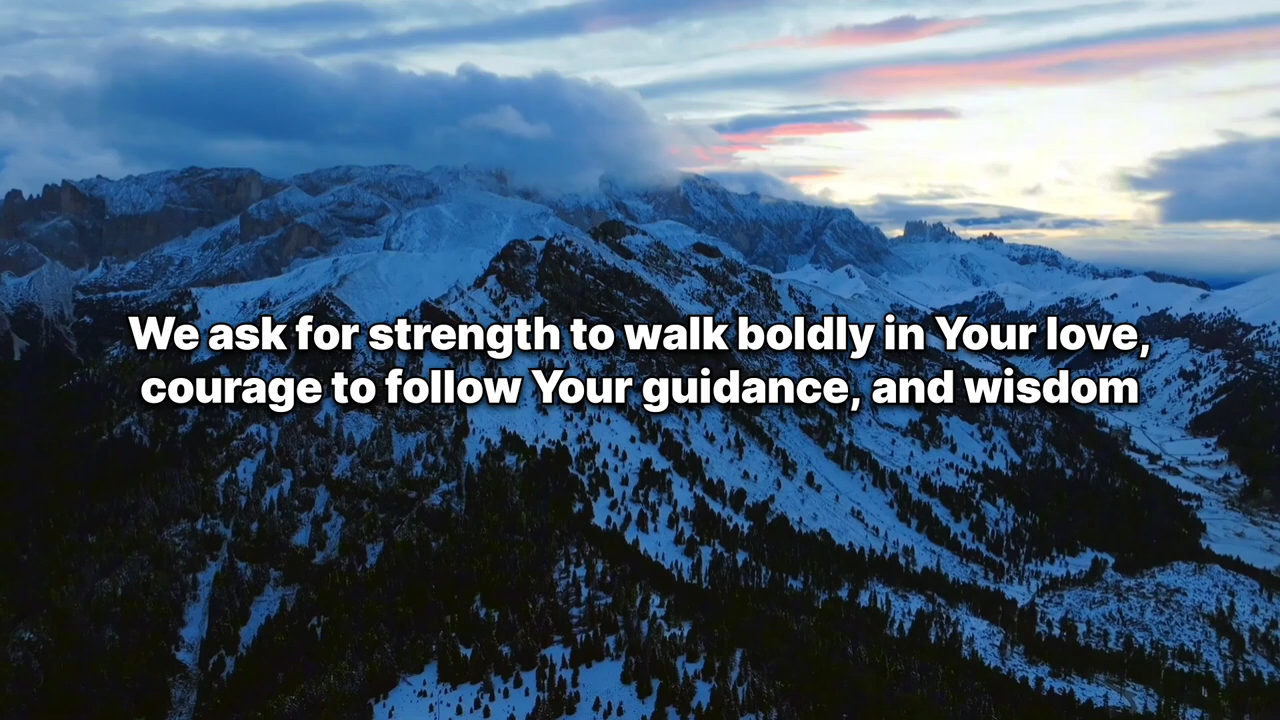 We ask for strength to walk boldly in Your love,
courage to follow Your guidance, and wisdom